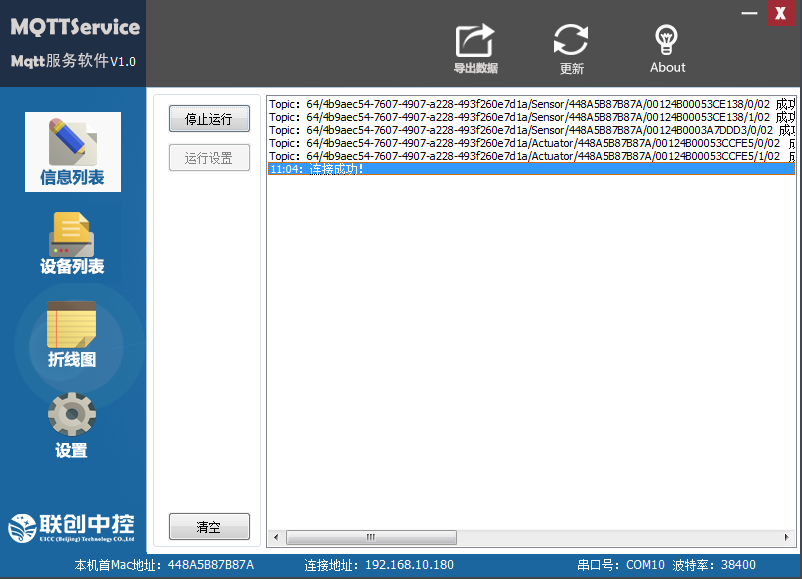 MQTTService
Mqtt服务软件V1.0
导出数据
更新
About
X
信息列表
设备列表
折线图
设置
联创中控
UICC (Beijing) Technology CO.,Ltd
停止运行
运行设置
清空
Topic: 64/4b9aec54-7607-4907-a228-493f260e7d1a/Sensor/448A5B87B87A/00124B00053CE138/0/02 成功
Topic: 64/4b9aec54-7607-4907-a228-493f260e7d1a/Sensor/448A5B87B87A/00124B00053CE138/1/02 成功
Topic: 64/4b9aec54-7607-4907-a228-493f260e7d1a/Sensor/448A5B87B87A/00124B0003A7DDD3/0/02 成功
Topic: 64/4b9aec54-7607-4907-a228-493f260e7d1a/Actuator/448A5B87B87A/00124B00053CCFE5/0/02
Topic: 64/4b9aec54-7607-4907-a228-493f260e7d1a/Actuator/448A5B87B87A/00124B00053CCFE5/1/02
11:04: 连接成功!
本机首Mac地址: 448A5B87B87A
连接地址: 192.168.10.180
串口号: COM10 波特率: 38400